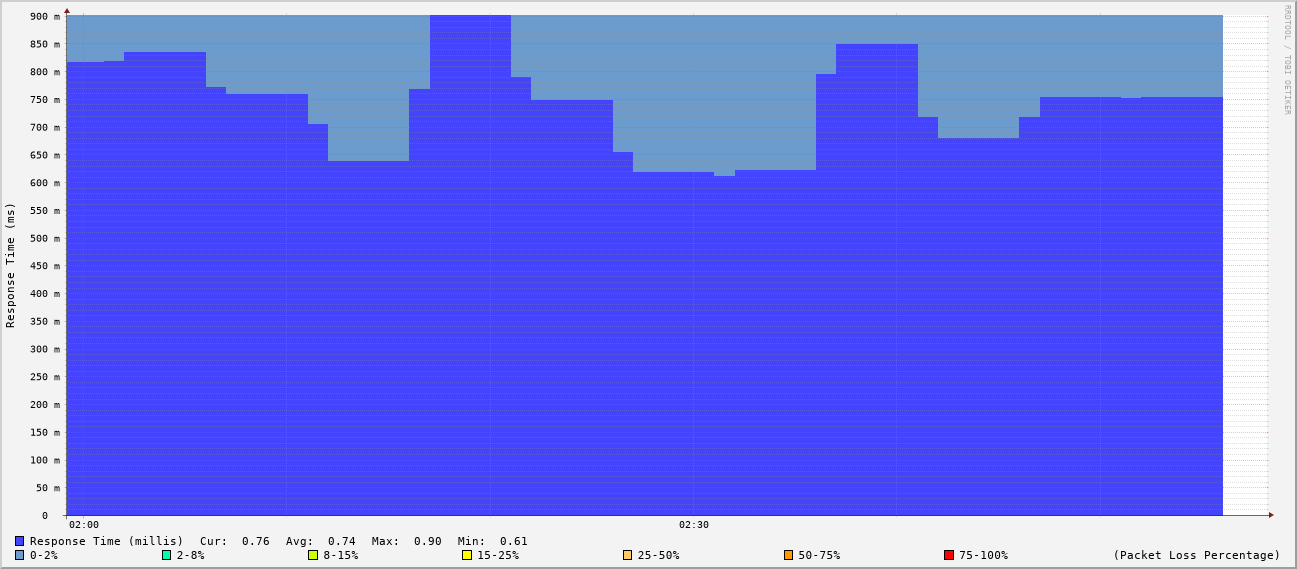 RRDTOOL / TOBI OETIKER
Response Time (ms)
900 m
850 m
800 m
750 m
700 m
650 m
600 m
550 m
500 m
450 m
400 m
350 m
300 m
250 m
200 m
150 m
100 m
50 m
0
02:00 02:30
Response Time (millis) Cur: 0.76 Avg: 0.74 Max: 0.90 Min: 0.61
0-2% 2-8% 8-15% 15-25% 25-50% 50-75% 75-100% (Packet Loss Percentage)